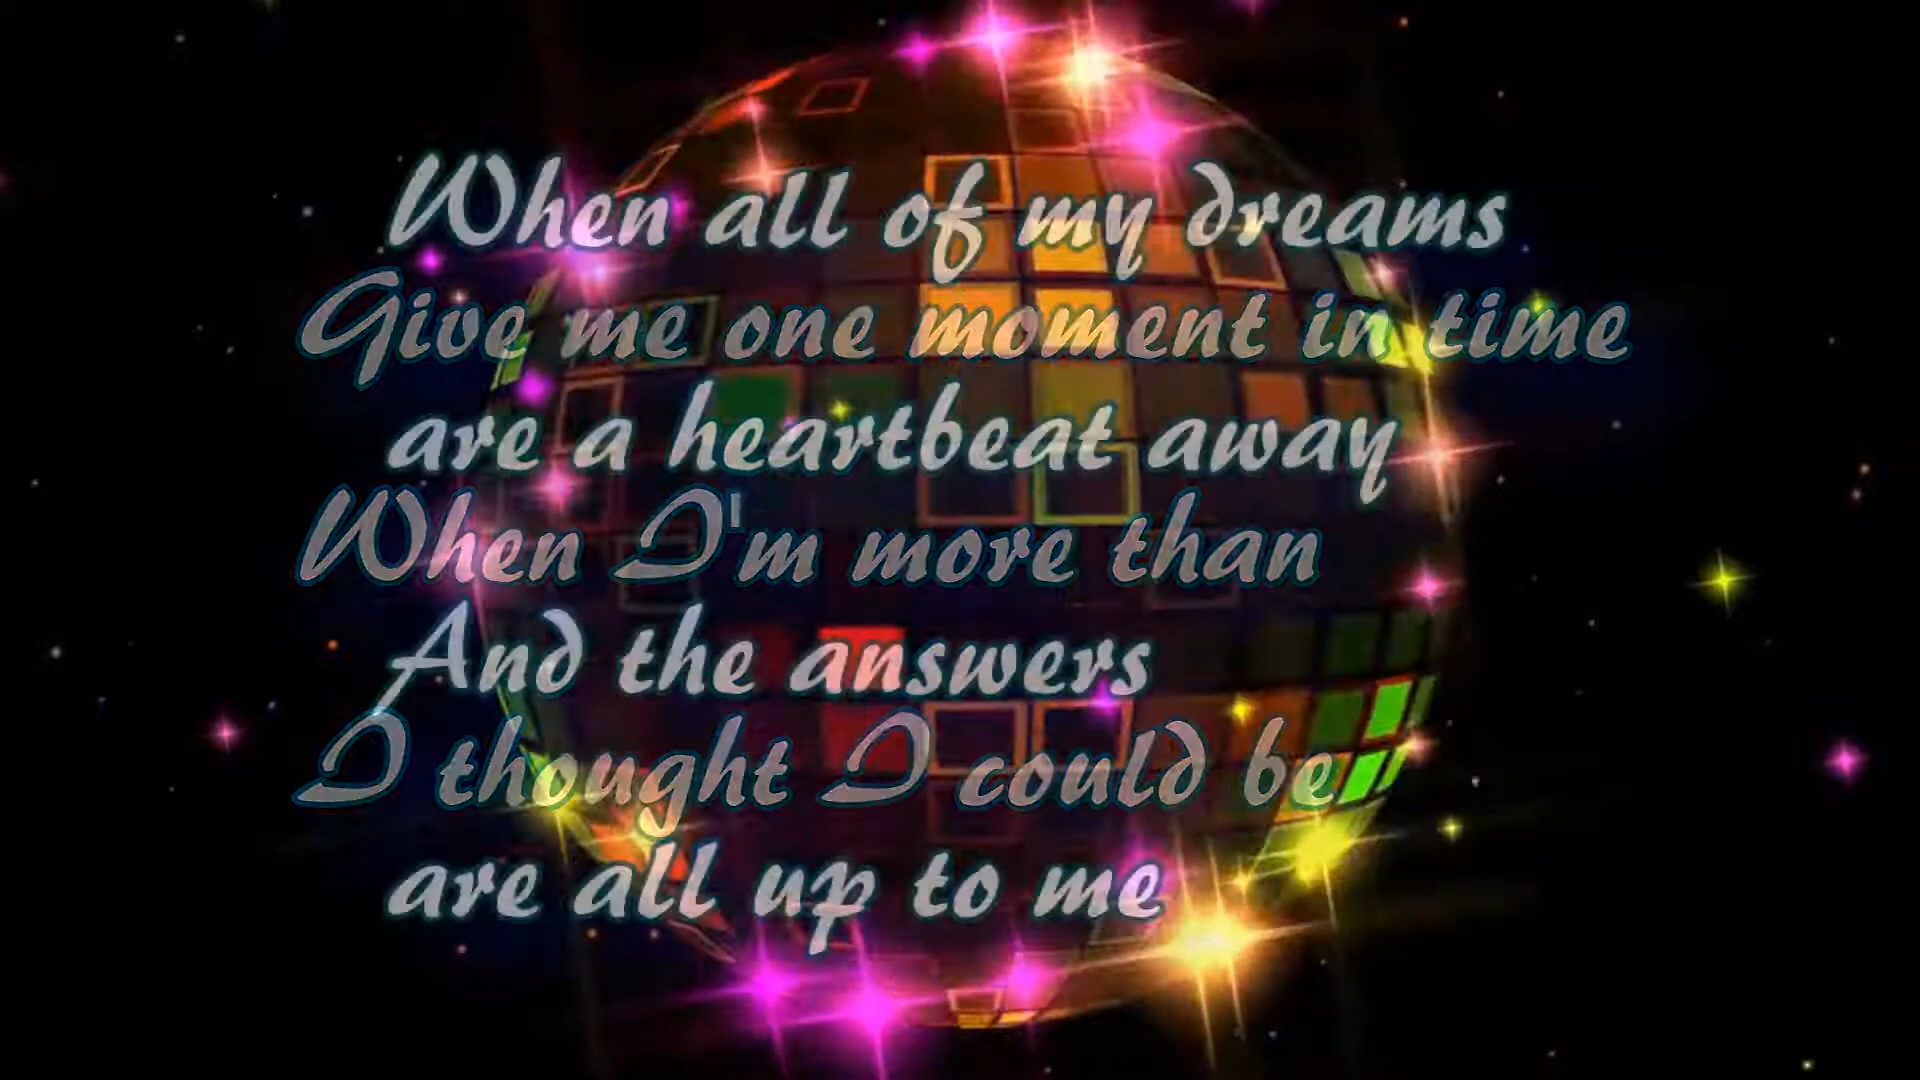 When all of my dreams
Give me one moment in time
are a heartbeat away
When I'm more than
And the answers
I thought I could be
are all up to me